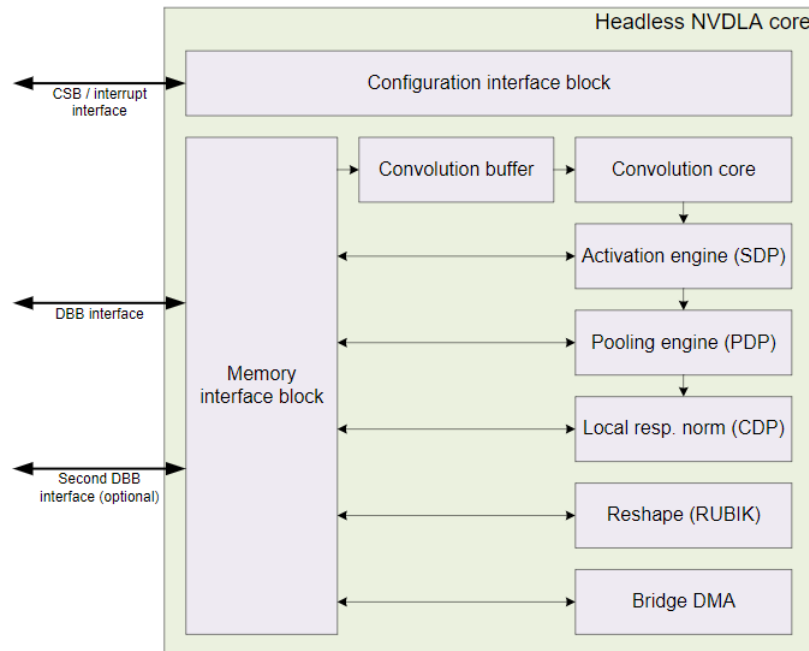 Headless NVDLA core
Configuration interface block
CSB / interrupt
interface
Convolution buffer
Convolution core
Activation engine (SDP)
DBB interface
Pooling engine (PDP)
Memory
interface block
Local resp. norm (CDP)
Second DBB
interface (optional)
Reshape (RUBIK)
Bridge DMA